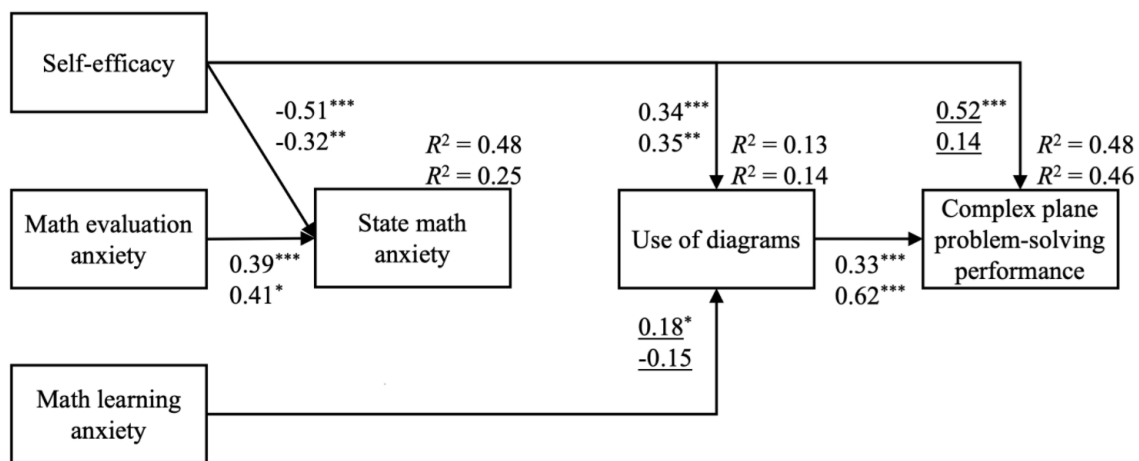 Self-efficacy
-0.51***
-0.32**
R² = 0.48
R² = 0.25
0.34***
0.35**
R² = 0.13
R² = 0.14
0.52***
0.14
R² = 0.48
R² = 0.46
Math evaluation
anxiety
0.39***
0.41*
State math
anxiety
Use of diagrams
0.33***
0.62***
Complex plane
problem-solving
performance
0.18*
-0.15
Math learning
anxiety